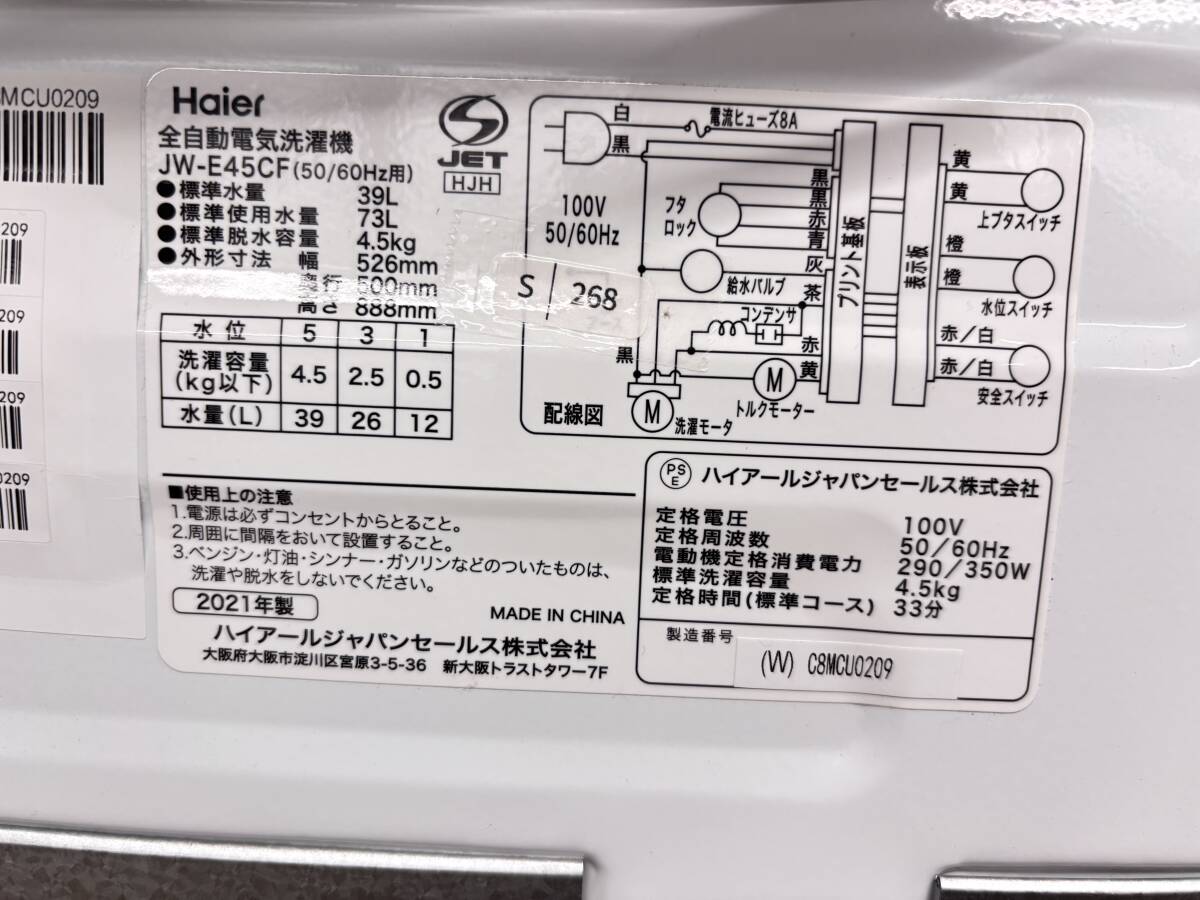 MCU0209
209
0209
209
0209
Haier
全自動電気洗濯機
JW-E45CF(50/60Hz用)
●標準水量 39L
●標準使用水量 73L
●標準脱水容量 4.5kg
●外形寸法 幅 526mm
奥行 500mm
高さ 888mm
JET
HJH
水位 5 3 1
洗濯容量(kg以下) 4.5 2.5 0.5
水量(L) 39 26 12
S/268
白
黒
電流ヒューズ8A
100V
50/60Hz
フタロック
黒
黒
赤
青
灰
給水バルブ
茶
コンデンサ
赤
黒
黄
M
トルクモーター
M
洗濯モータ
配線図
プリント基板
表示板
黄
黄
上ブタスイッチ
橙
橙
水位スイッチ
赤/白
赤/白
安全スイッチ
■使用上の注意
1.電源は必ずコンセントからとること。
2.周囲に間隔をおいて設置すること。
3.ベンジン・灯油・シンナー・ガソリンなどのついたものは、
洗濯や脱水をしないでください。
2021年製
MADE IN CHINA
ハイアールジャパンセールス株式会社
大阪府大阪市淀川区宮原3-5-36 新大阪トラストタワー7F
PSE ハイアールジャパンセールス株式会社
定格電圧 100V
定格周波数 50/60Hz
電動機定格消費電力 290/350W
標準洗濯容量 4.5kg
定格時間(標準コース) 33分
製造番号
(W) C8MCU0209